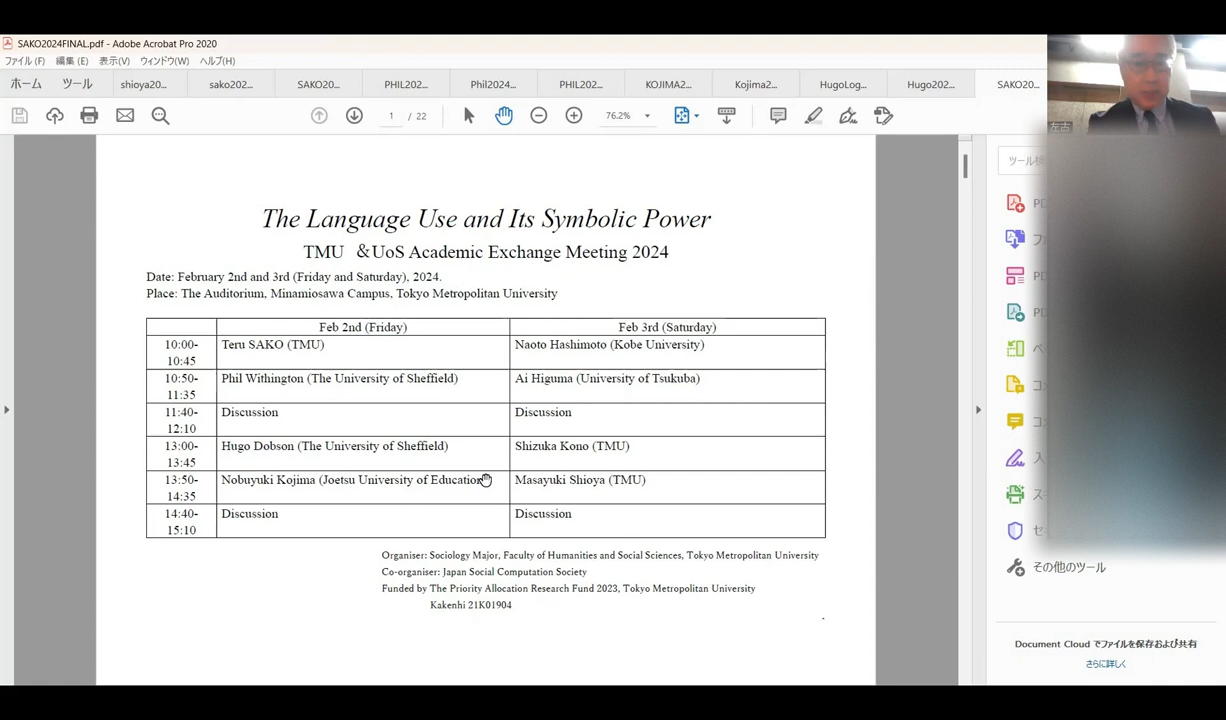 SAKO2024FINAL.pdf - Adobe Acrobat Pro 2020
ファイル(F) 編集(E) 表示(V) ウィンドウ(W) ヘルプ(H)
ホーム ツール shioya20... sako202... SAKO20... PHIL202... Phil2024... PHIL202... KOJIMA2... Kojima2... HugoLog... Hugo202... SAKO20...
1 / 22 76.2%
左古
The Language Use and Its Symbolic Power
TMU &UoS Academic Exchange Meeting 2024
Date: February 2nd and 3rd (Friday and Saturday), 2024.
Place: The Auditorium, Minamiosawa Campus, Tokyo Metropolitan University
Feb 2nd (Friday) Feb 3rd (Saturday)
10:00- Teru SAKO (TMU) Naoto Hashimoto (Kobe University)
10:45
10:50- Phil Withington (The University of Sheffield) Ai Higuma (University of Tsukuba)
11:35
11:40- Discussion Discussion
12:10
13:00- Hugo Dobson (The University of Sheffield) Shizuka Kono (TMU)
13:45
13:50- Nobuyuki Kojima (Joetsu University of Education Masayuki Shioya (TMU)
14:35
14:40- Discussion Discussion
15:10
Organiser: Sociology Major, Faculty of Humanities and Social Sciences, Tokyo Metropolitan University
Co-organiser: Japan Social Computation Society
Funded by The Priority Allocation Research Fund 2023, Tokyo Metropolitan University
Kakenhi 21K01904
その他のツール
Document Cloud でファイルを保存および共有
さらに詳しく